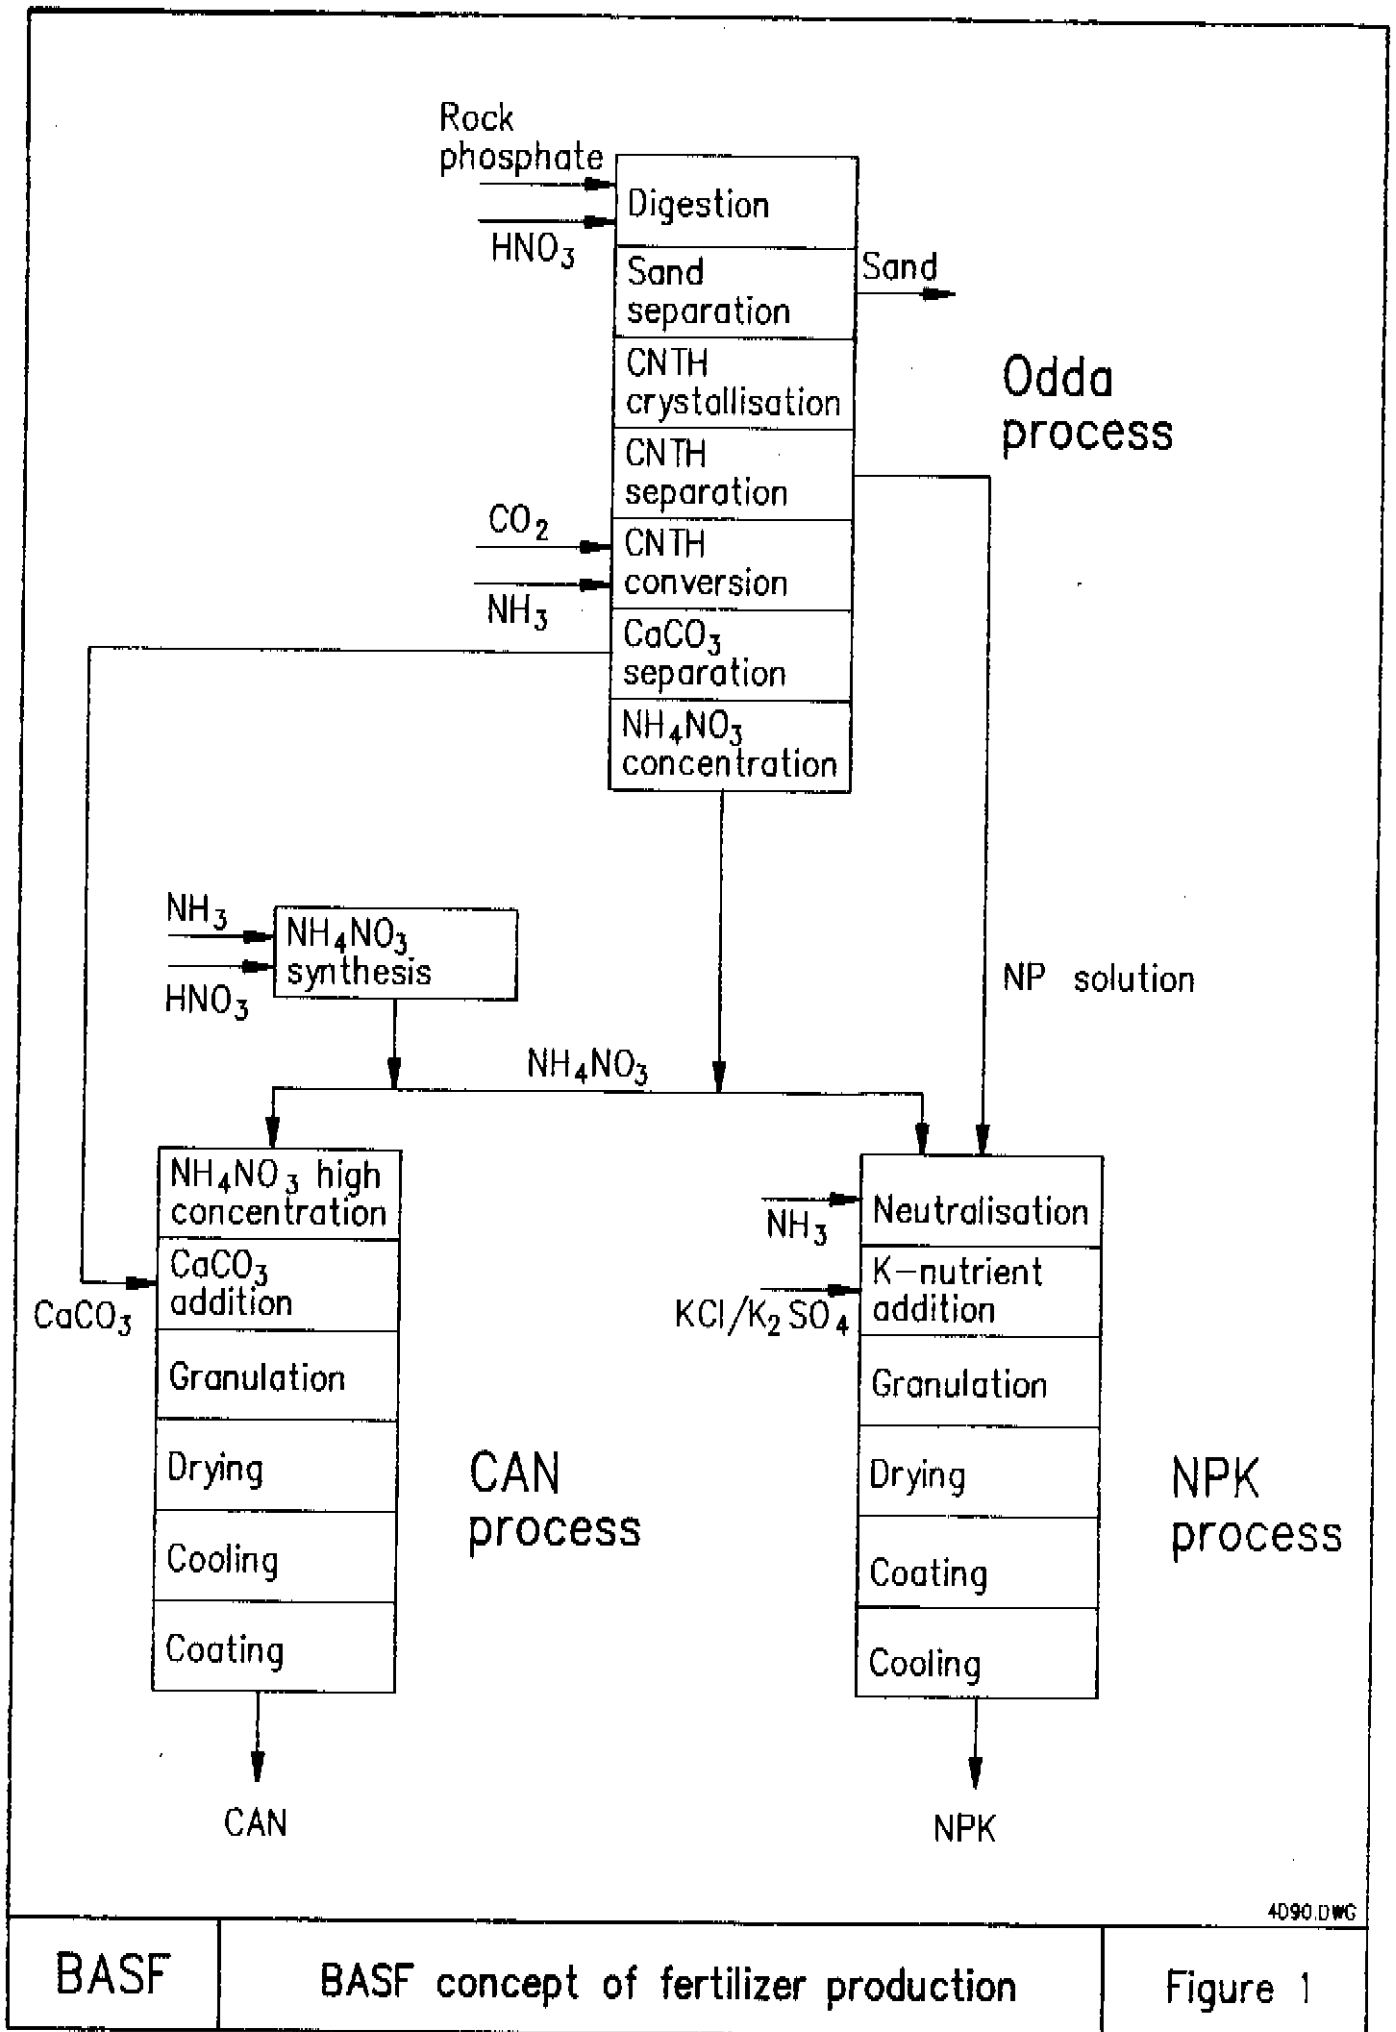 Rock
phosphate
HNO3
Digestion
Sand
separation
Sand
CNTH
crystallisation
Odda
process
CNTH
separation
CO2
NH3
CNTH
conversion
CaCO3
separation
NH4NO3
concentration
NH3
HNO3
NH4NO3
synthesis
NP solution
NH4NO3
NH4NO3 high
concentration
CaCO3
CaCO3
addition
Granulation
Drying
Cooling
Coating
CAN
process
CAN
NH3
Neutralisation
KCl/K2SO4
K-nutrient
addition
Granulation
Drying
Coating
Cooling
NPK
process
NPK
4D90.DWG
BASF
BASF concept of fertilizer production
Figure 1